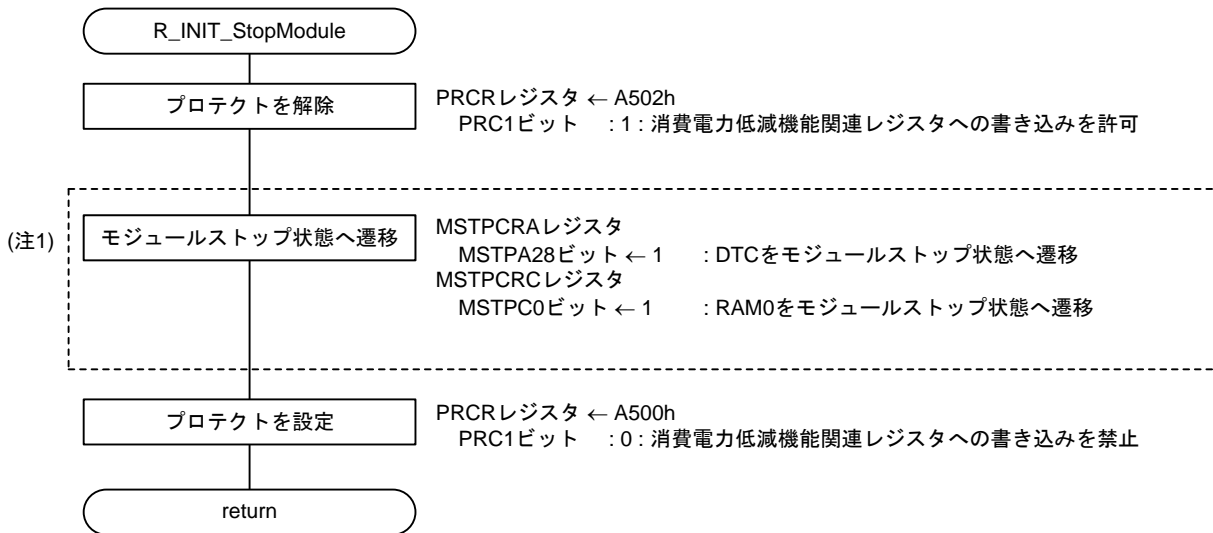 R_INIT_StopModule
プロテクトを解除
PRCRレジスタ ← A502h
PRC1ビット : 1 : 消費電力低減機能関連レジスタへの書き込みを許可
(注1)
モジュールストップ状態へ遷移
MSTPCRAレジスタ
MSTPA28ビット ← 1 : DTCをモジュールストップ状態へ遷移
MSTPCRCレジスタ
MSTPC0ビット ← 1 : RAM0をモジュールストップ状態へ遷移
プロテクトを設定
PRCRレジスタ ← A500h
PRC1ビット : 0 : 消費電力低減機能関連レジスタへの書き込みを禁止
return